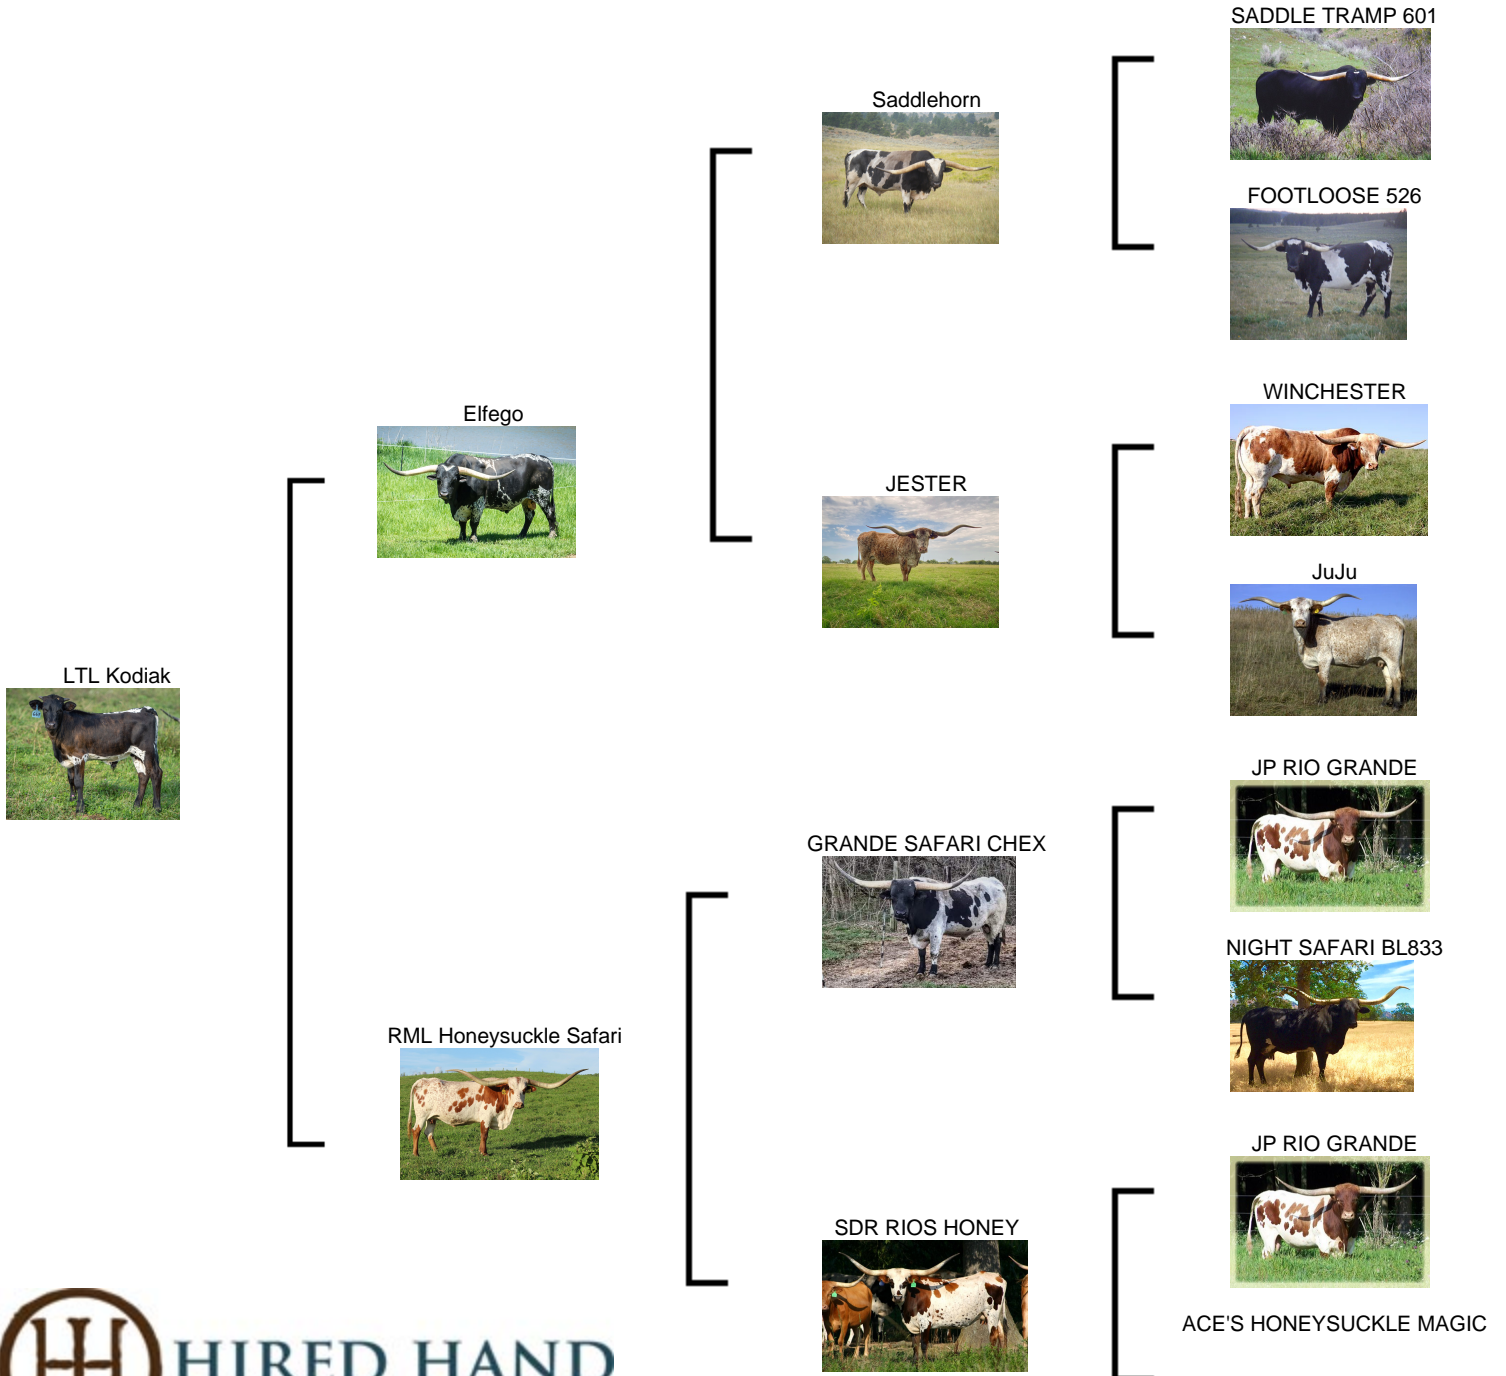 SADDLE TRAMP 601
Saddlehorn
FOOTLOOSE 526
WINCHESTER
Elfego
JESTER
JuJu
LTL Kodiak
JP RIO GRANDE
GRANDE SAFARI CHEX
NIGHT SAFARI BL833
RML Honeysuckle Safari
JP RIO GRANDE
SDR RIOS HONEY
ACE'S HONEYSUCKLE MAGIC
HIRED HAND